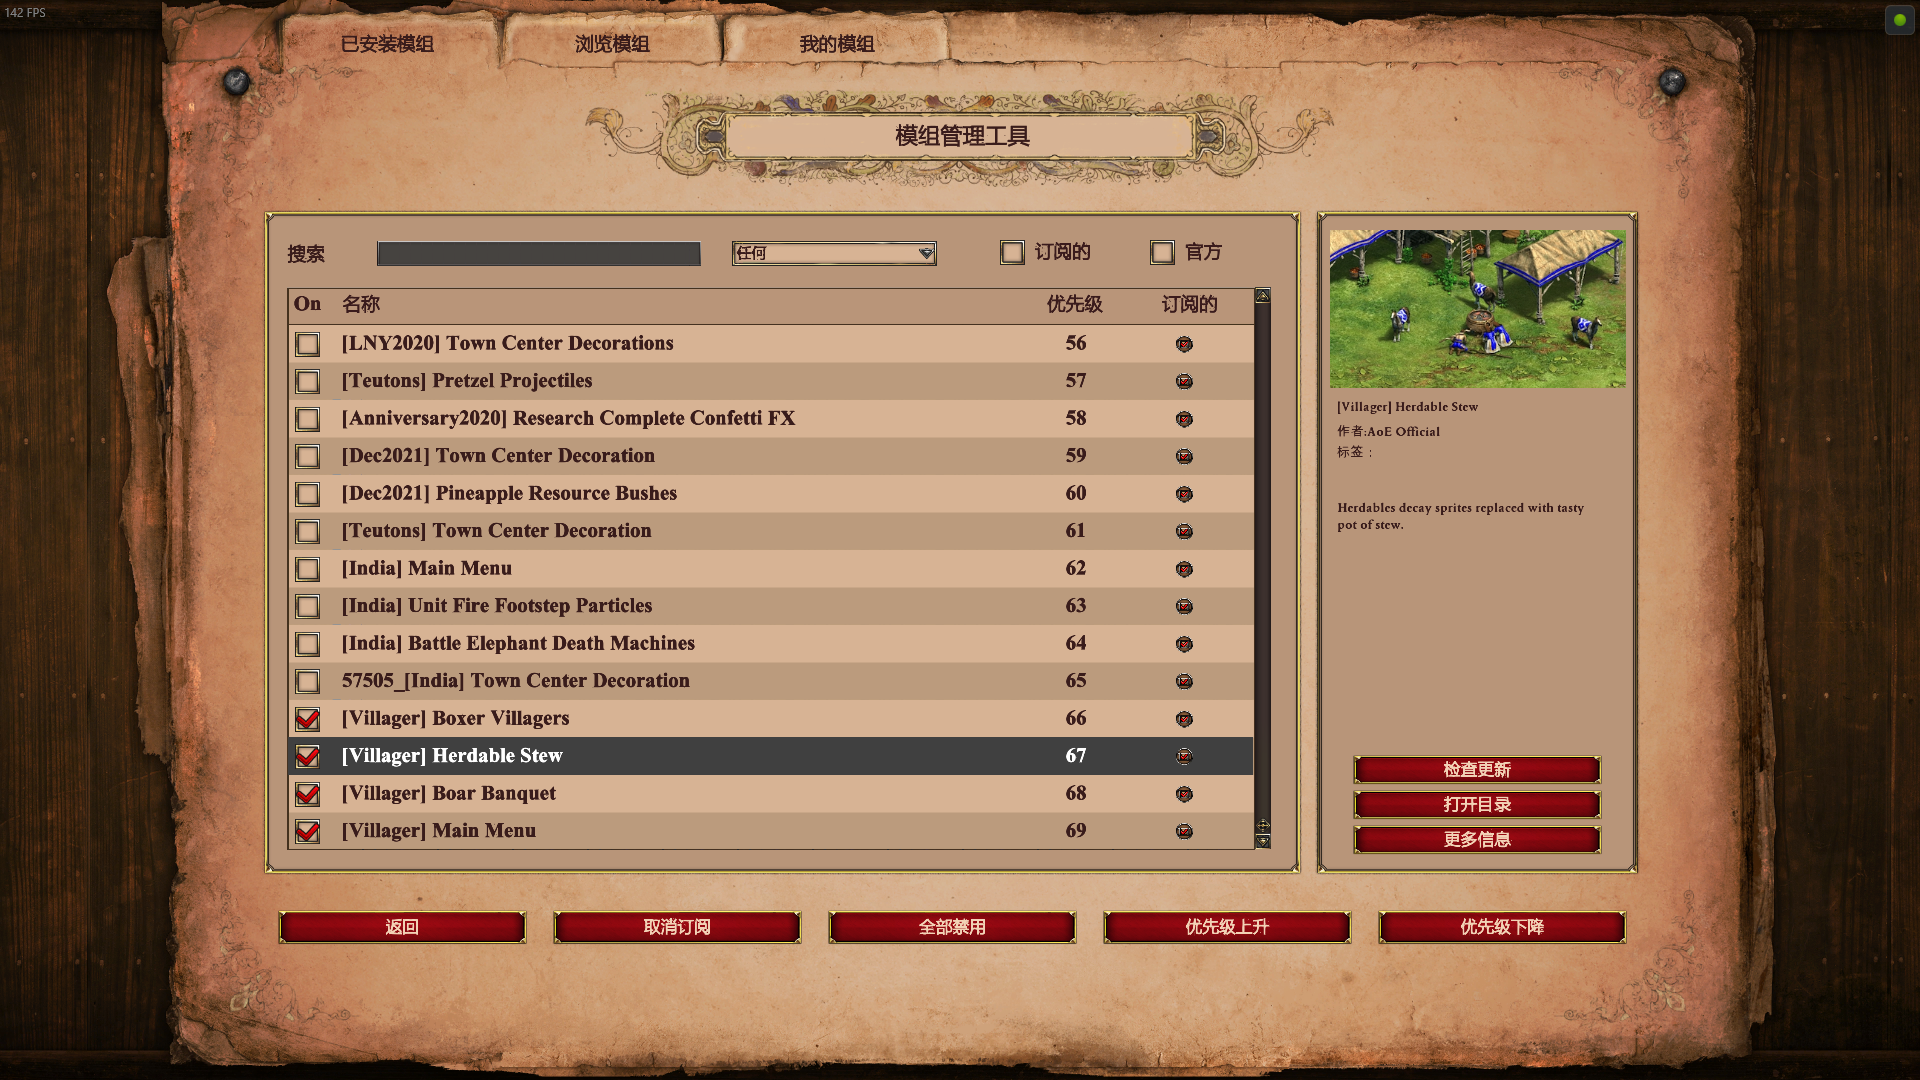 142 FPS
已安装模组 浏览模组 我的模组
模组管理工具
搜索 任何 订阅的 官方
On 名称 优先级 订阅的
[LNY2020] Town Center Decorations 56
[Teutons] Pretzel Projectiles 57
[Anniversary2020] Research Complete Confetti FX 58
[Dec2021] Town Center Decoration 59
[Dec2021] Pineapple Resource Bushes 60
[Teutons] Town Center Decoration 61
[India] Main Menu 62
[India] Unit Fire Footstep Particles 63
[India] Battle Elephant Death Machines 64
57505_[India] Town Center Decoration 65
[Villager] Boxer Villagers 66
[Villager] Herdable Stew 67
[Villager] Boar Banquet 68
[Villager] Main Menu 69
[Villager] Herdable Stew
作者:AoE Official
标签：
Herdables decay sprites replaced with tasty
pot of stew.
检查更新
打开目录
更多信息
返回 取消订阅 全部禁用 优先级上升 优先级下降